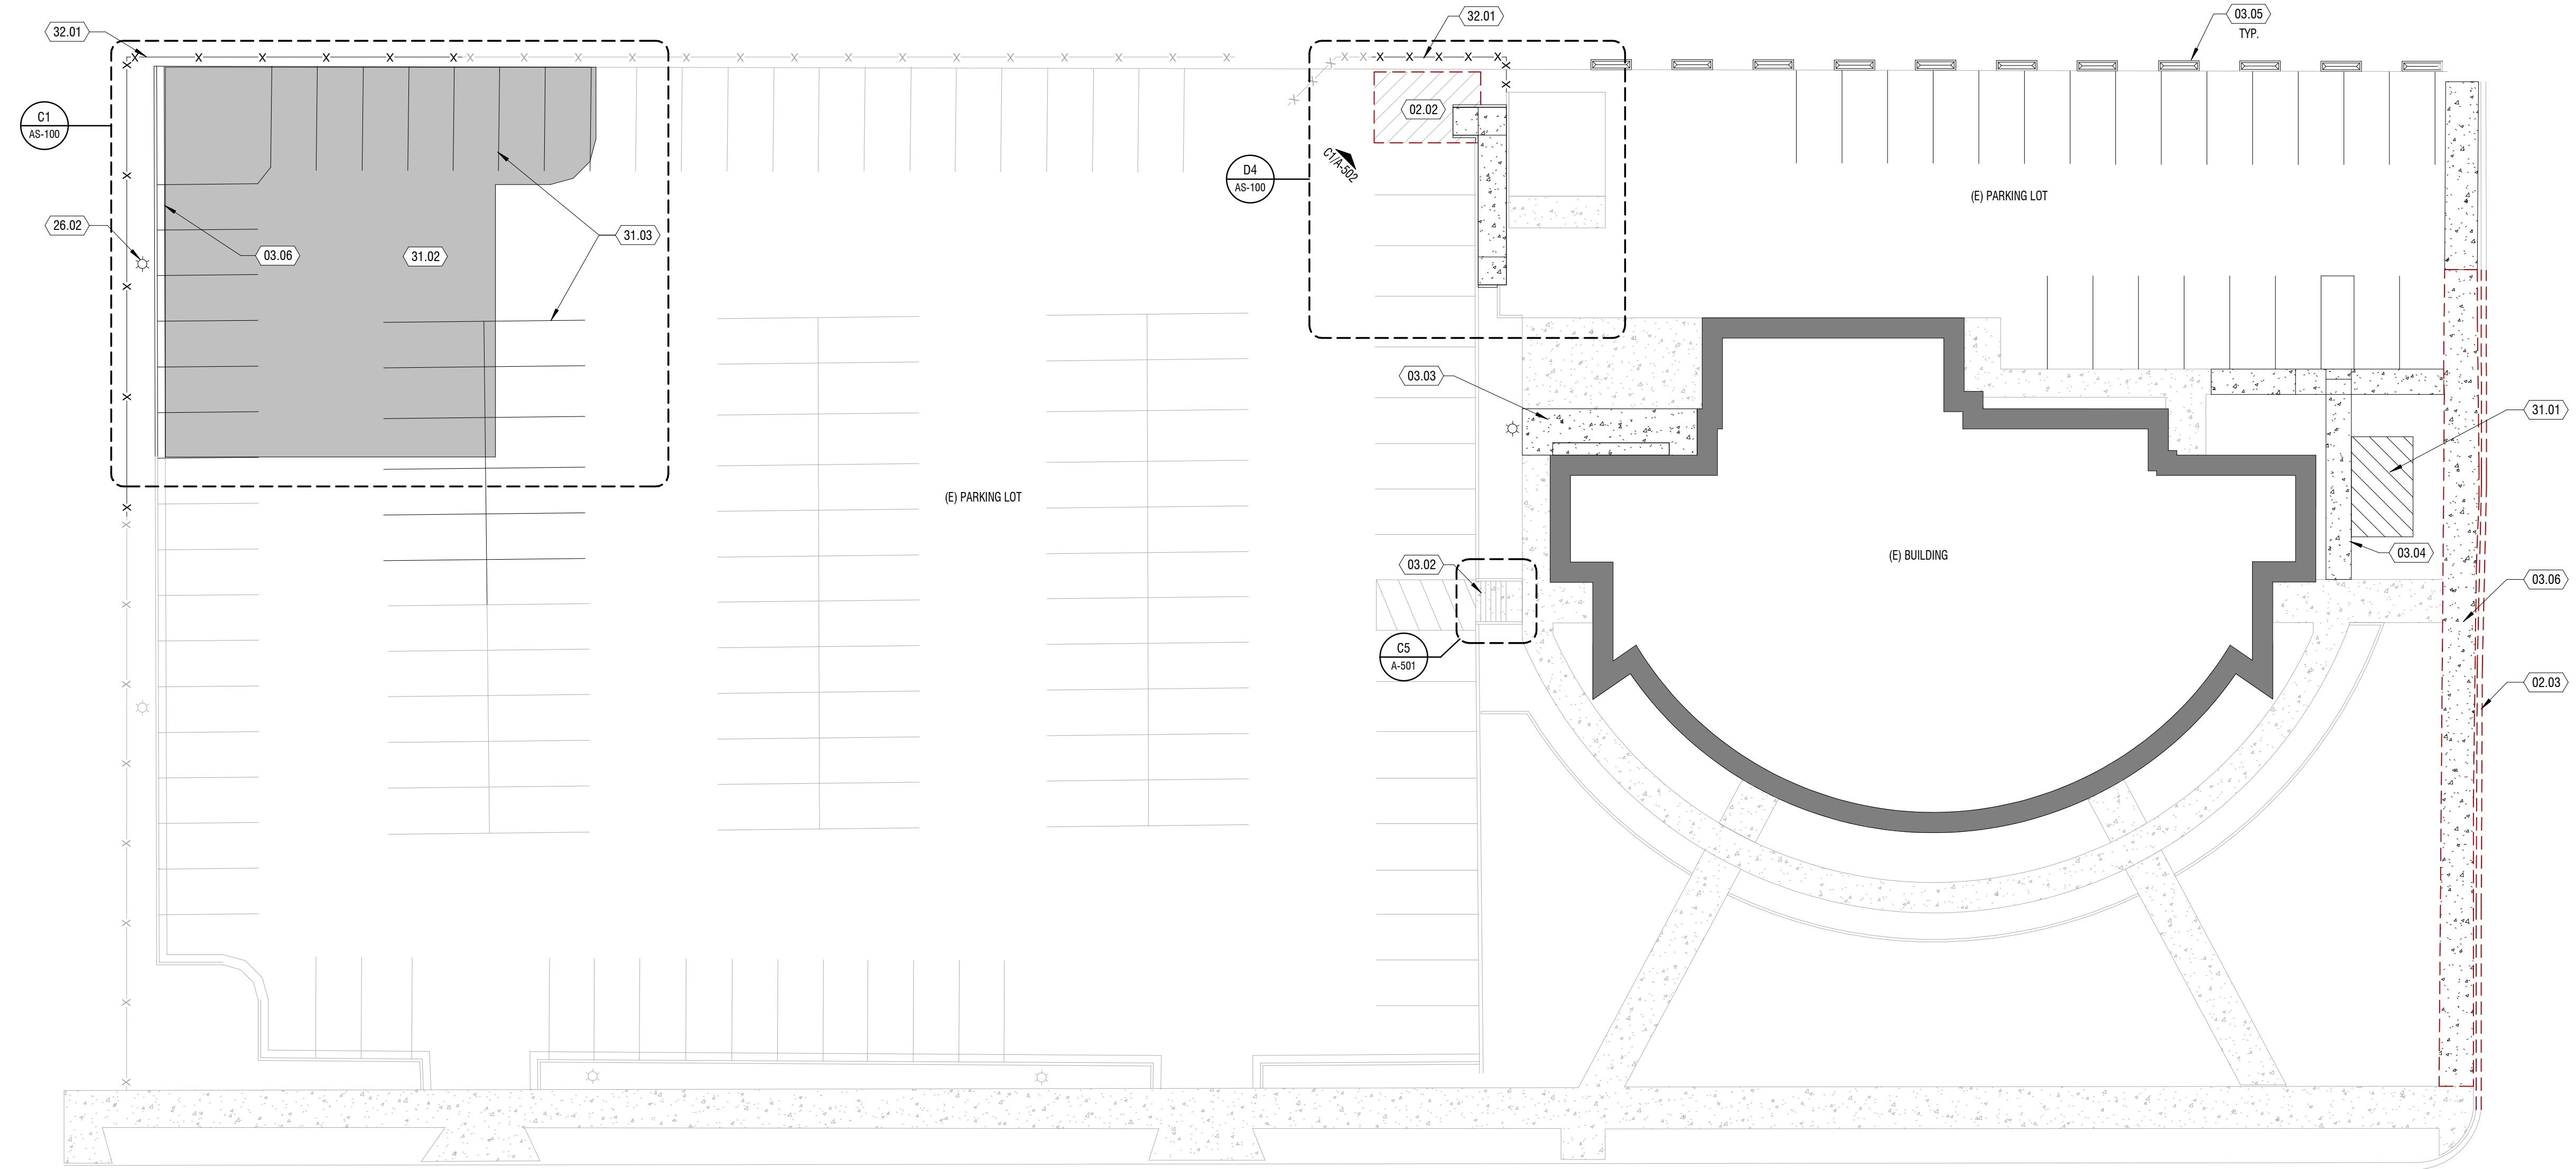 32.01
32.01
03.05
TYP.
C1
AS-100
02.02
C1/A-502
D4
AS-100
(E) PARKING LOT
26.02
03.06
31.02
31.03
03.03
31.01
(E) PARKING LOT
(E) BUILDING
03.04
03.02
03.06
C5
A-501
02.03